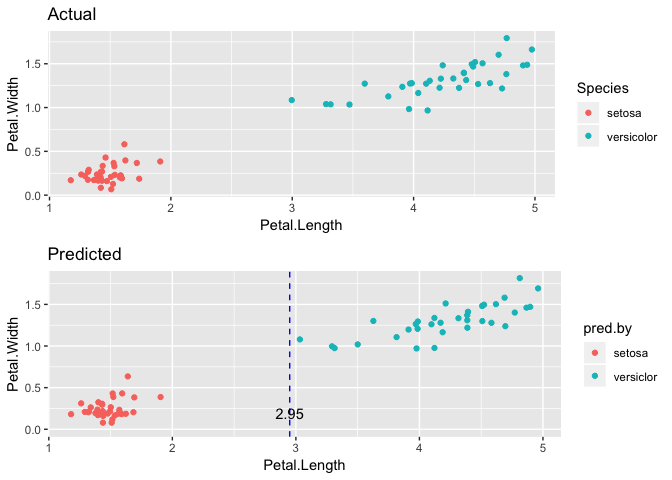 Actual
1.5
1.0
0.5
0.0
Petal.Width
1 2 3 4 5
Petal.Length
Species
setosa
versicolor
Predicted
1.5
1.0
0.5
0.0
Petal.Width
2.95
1 2 3 4 5
Petal.Length
pred.by
setosa
versiclor